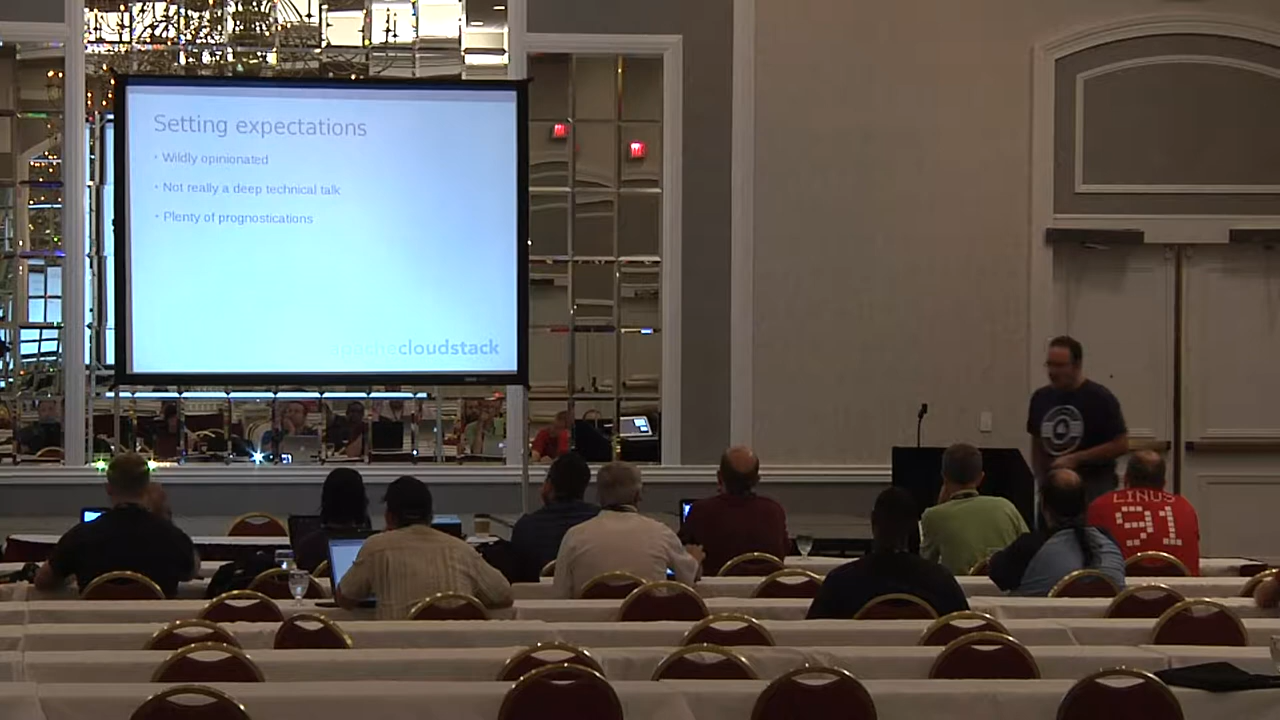 Setting expectations
• Wildly opinionated
• Not really a deep technical talk
• Plenty of prognostications
apachecloudstack
LINUS
91